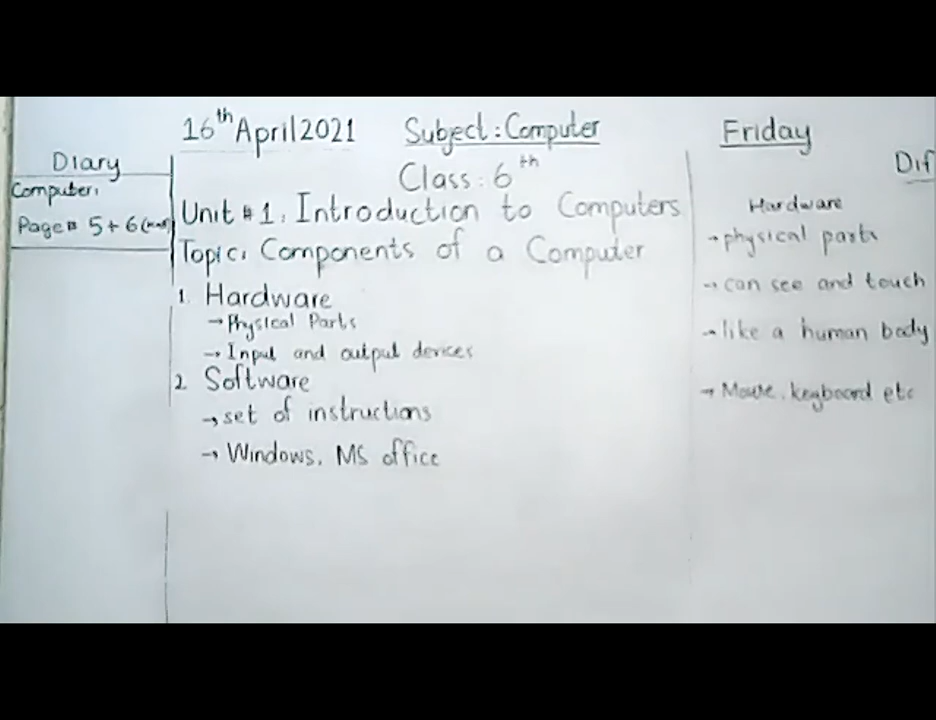 16th April 2021 Subject: Computer Friday
Class: 6th
Diary
Computer:
Page# 5+6
Unit #1: Introduction to Computers
Topic: Components of a Computer
1. Hardware
→ Physical Parts
→ Input and output devices
2. Software
→ set of instructions
→ Windows, MS office
Dif
Hardware
→ physical parts
→ can see and touch
→ like a human body
→ Mouse, keyboard etc